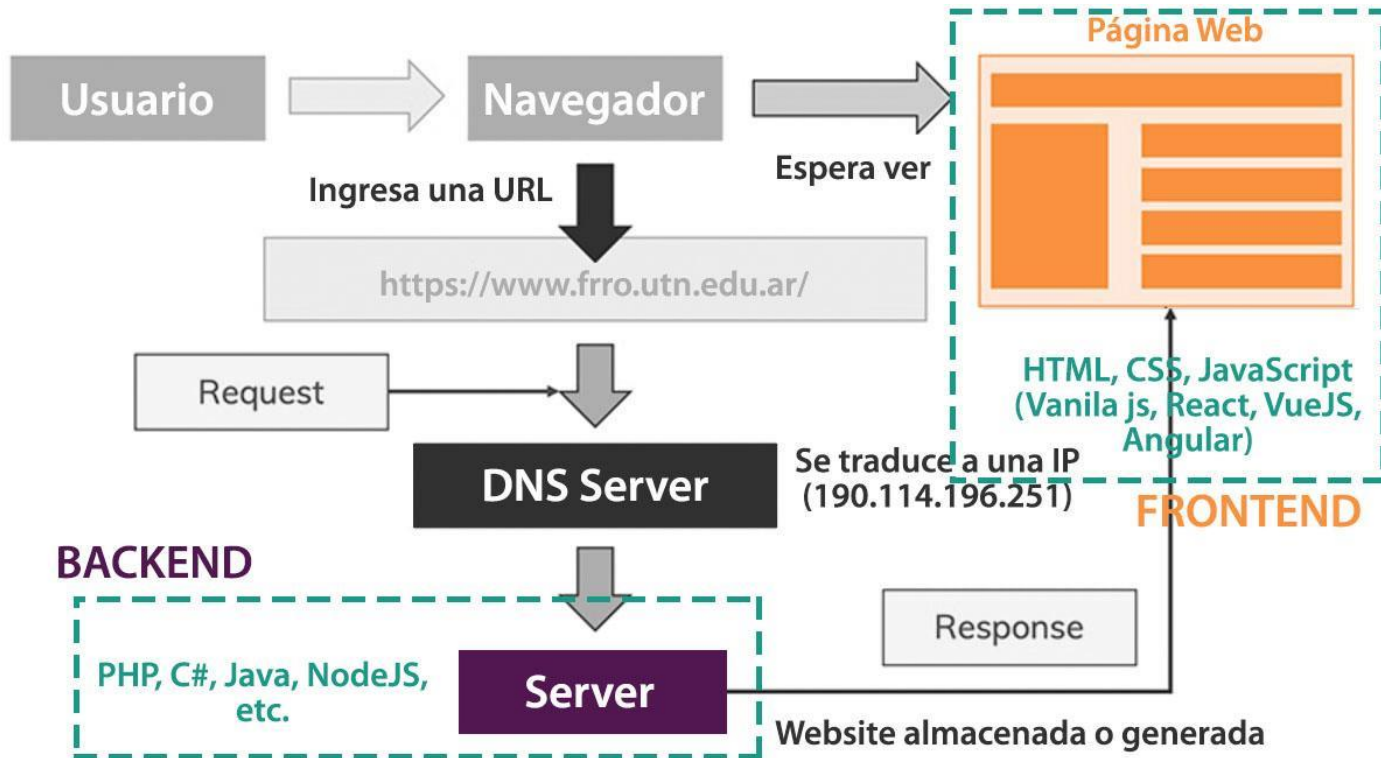 Página Web
Usuario
Navegador
Espera ver
Ingresa una URL
https://www.frro.utn.edu.ar/
Request
HTML, CSS, JavaScript
(Vanila js, React, VueJS,
Angular)
DNS Server
Se traduce a una IP
(190.114.196.251)
FRONTEND
BACKEND
Response
PHP, C#, Java, NodeJS,
etc.
Server
Website almacenada o generada